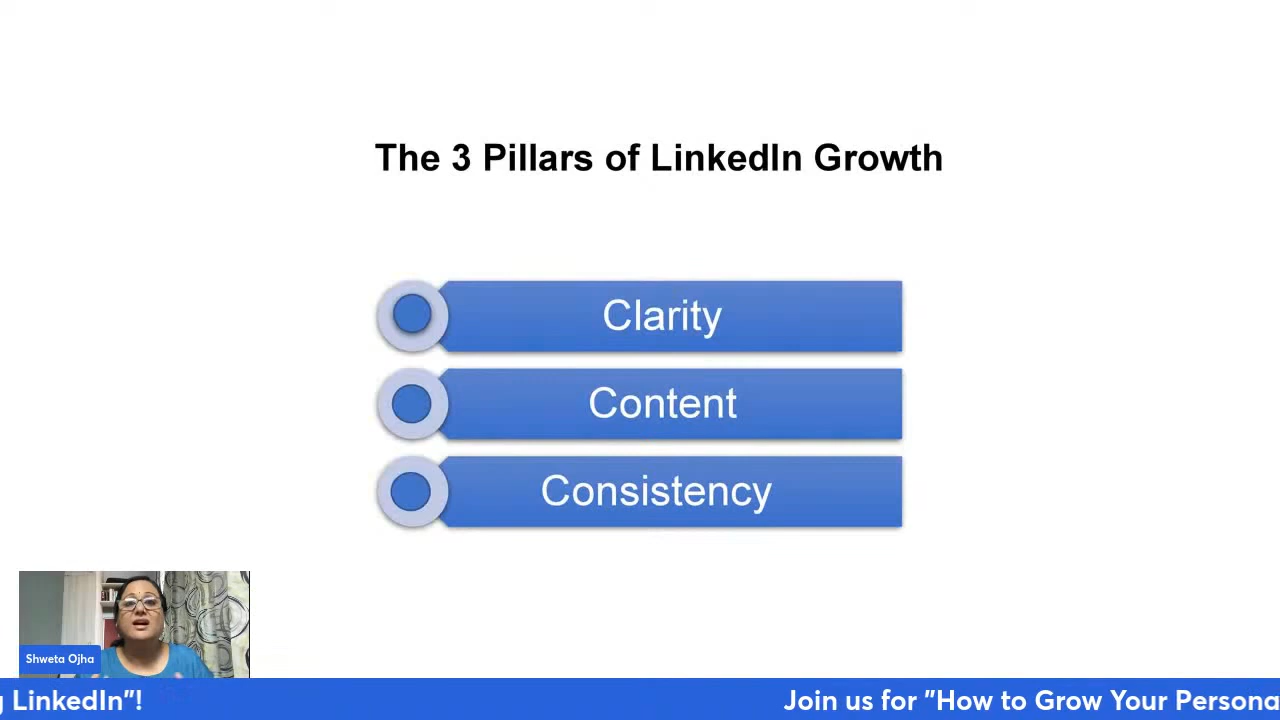 The 3 Pillars of LinkedIn Growth
Clarity
Content
Consistency
Shweta Ojha
g LinkedIn"!
Join us for "How to Grow Your Persona